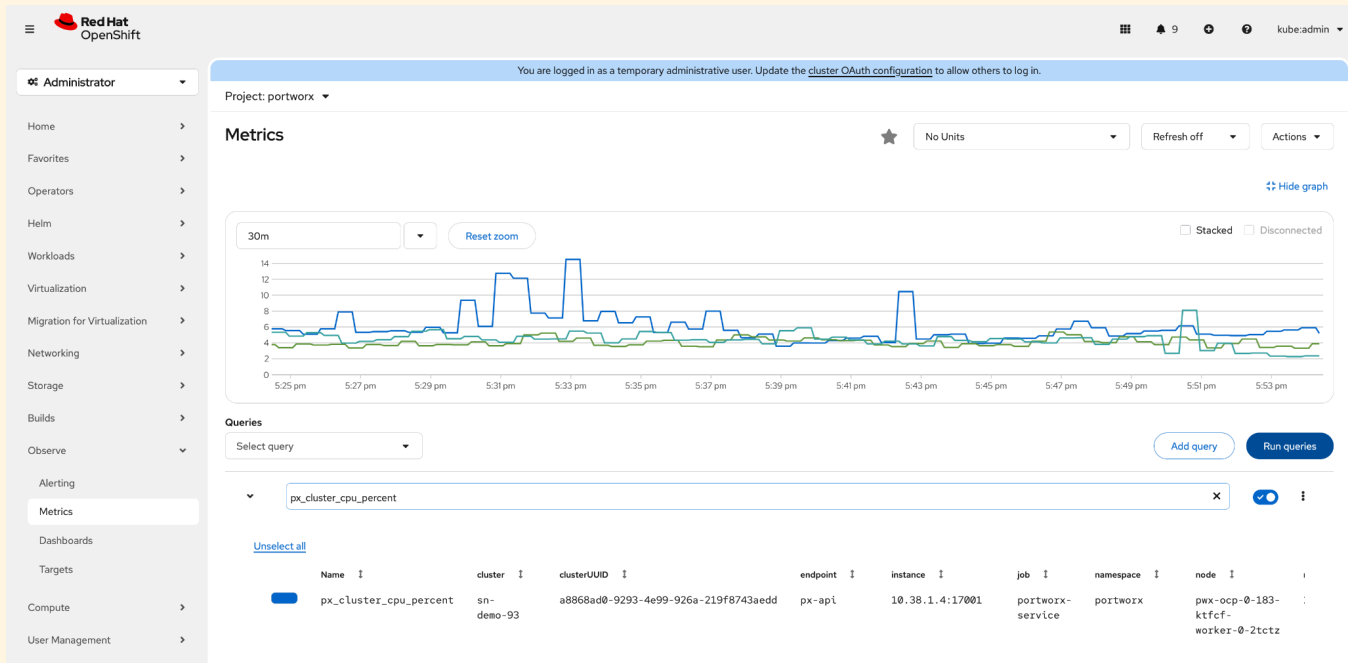 Red Hat
OpenShift
9
kube:admin
Administrator
You are logged in as a temporary administrative user. Update the cluster OAuth configuration to allow others to log in.
Project: portworx
Home
Favorites
Operators
Helm
Workloads
Virtualization
Migration for Virtualization
Networking
Storage
Builds
Observe
Alerting
Metrics
Dashboards
Targets
Compute
User Management
Metrics
No Units
Refresh off
Actions
Hide graph
30m
Reset zoom
Stacked
Disconnected
14
12
10
8
6
4
2
0
5:25 pm 5:27 pm 5:29 pm 5:31 pm 5:33 pm 5:35 pm 5:37 pm 5:39 pm 5:41 pm 5:43 pm 5:45 pm 5:47 pm 5:49 pm 5:51 pm 5:53 pm
Queries
Select query
Add query
Run queries
px_cluster_cpu_percent
Unselect all
Name cluster clusterUUID endpoint instance job namespace node
px_cluster_cpu_percent sn- a8868ad0-9293-4e99-926a-219f8743aedd px-api 10.38.1.4:17001 portworx- portworx pwx-ocp-0-183-
demo-93 service ktfcf-
worker-0-2tctz